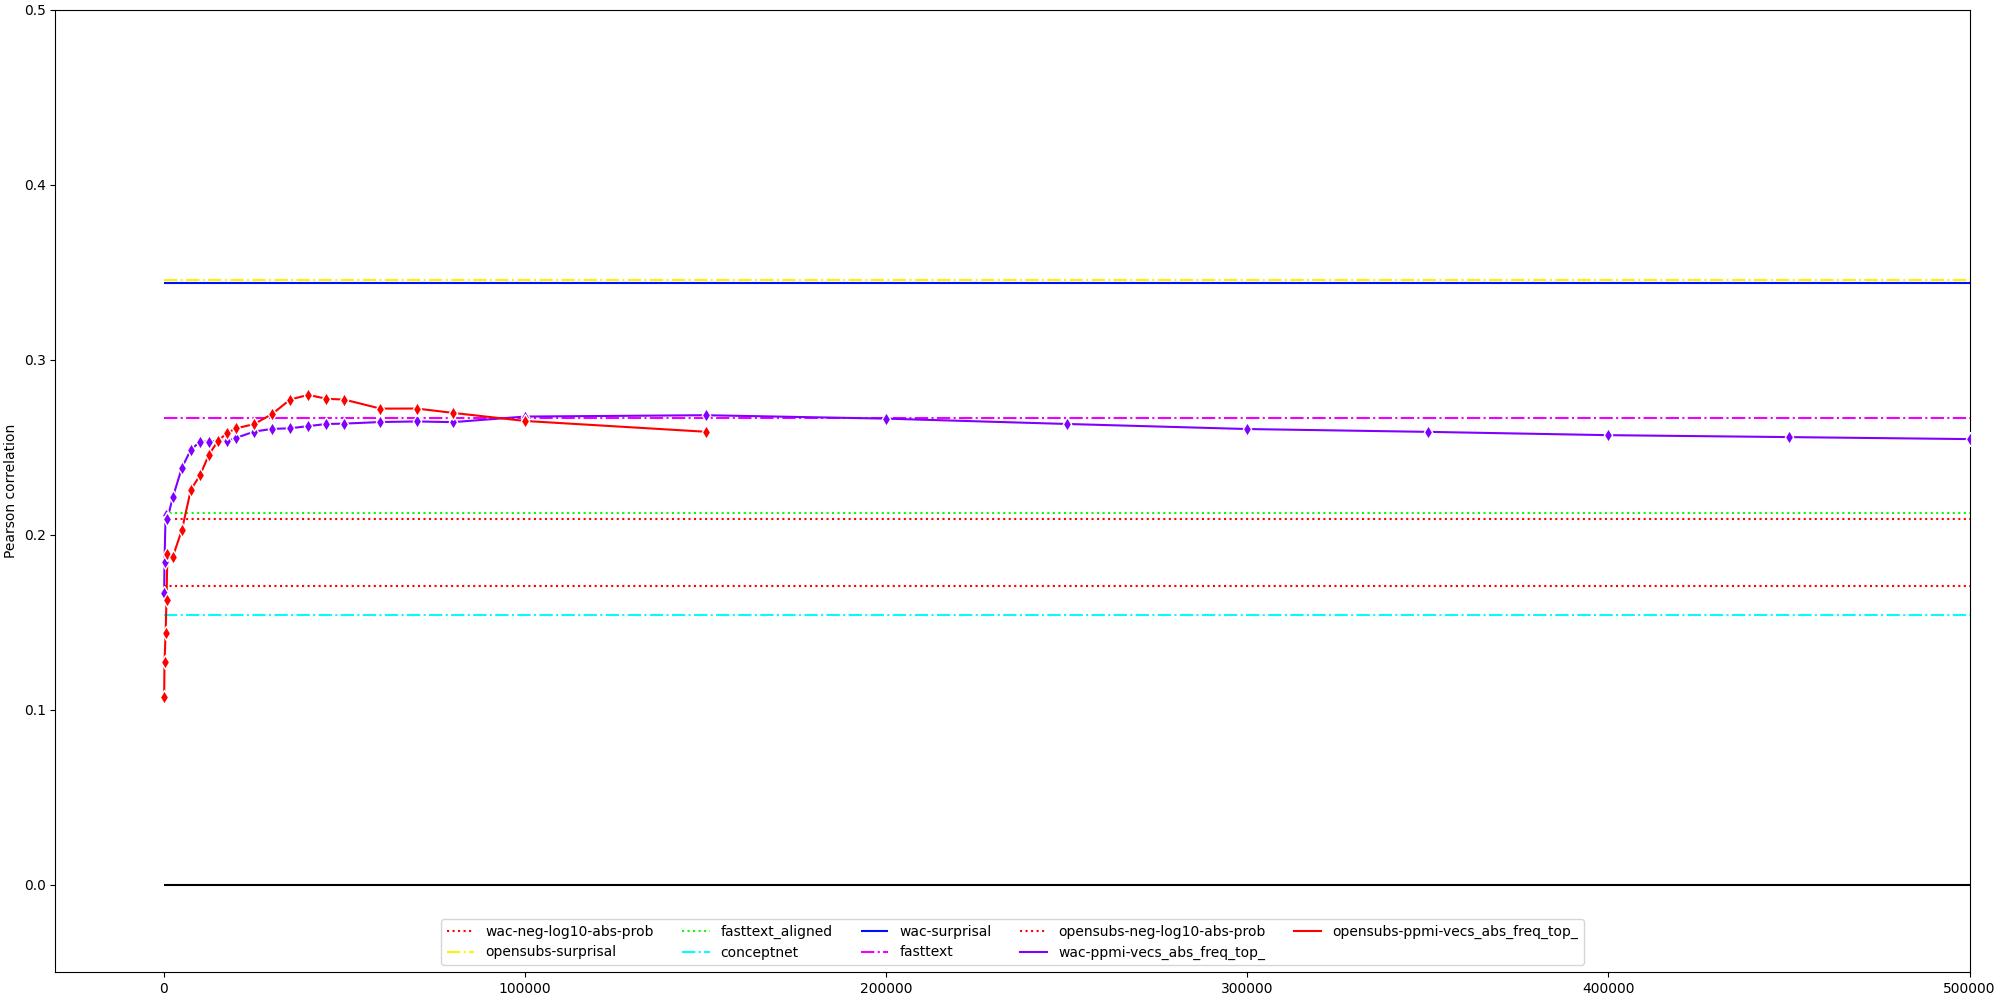 0.5
0.4
0.3
0.2
0.1
0.0
Pearson correlation
wac-neg-log10-abs-prob fasttext_aligned wac-surprisal opensubs-neg-log10-abs-prob opensubs-ppmi-vecs_abs_freq_top_
opensubs-surprisal conceptnet fasttext wac-ppmi-vecs_abs_freq_top_
0 100000 200000 300000 400000 500000